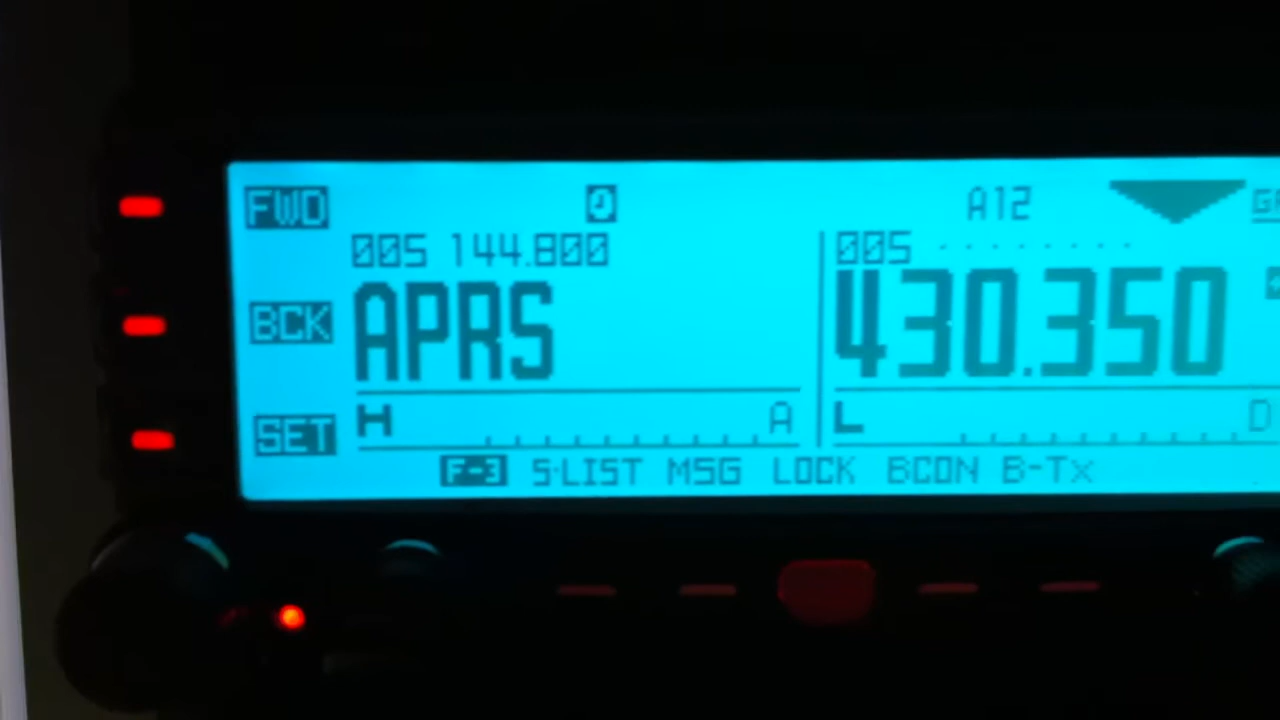 FWD A12
005 144.800 005
BCK APRS 430.350
SET H A L D
F-3 S·LIST MSG LOCK BCON B-Tx